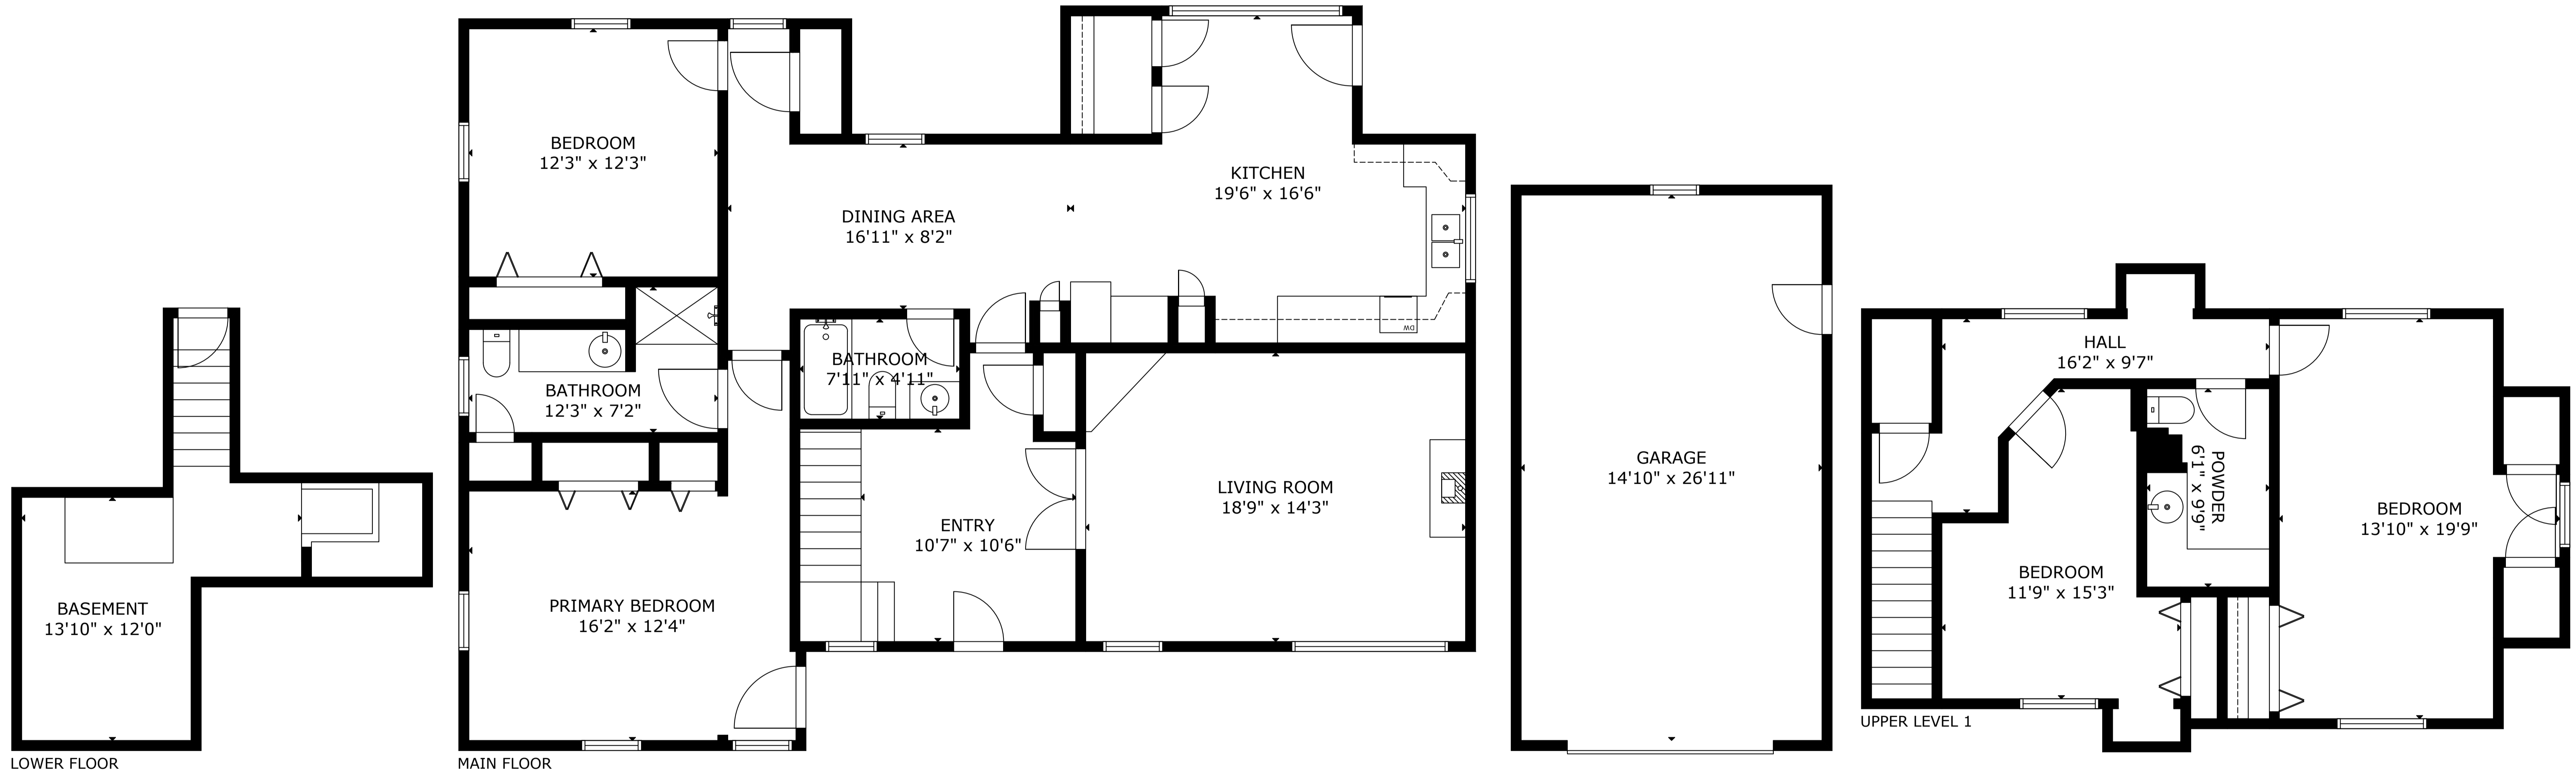 BASEMENT
13'10" x 12'0"
LOWER FLOOR
BEDROOM
12'3" x 12'3"
BATHROOM
12'3" x 7'2"
PRIMARY BEDROOM
16'2" x 12'4"
DINING AREA
16'11" x 8'2"
KITCHEN
19'6" x 16'6"
DW
BATHROOM
7'11" x 4'11"
ENTRY
10'7" x 10'6"
LIVING ROOM
18'9" x 14'3"
MAIN FLOOR
GARAGE
14'10" x 26'11"
HALL
16'2" x 9'7"
POWDER
6'1" x 9'9"
BEDROOM
11'9" x 15'3"
BEDROOM
13'10" x 19'9"
UPPER LEVEL 1